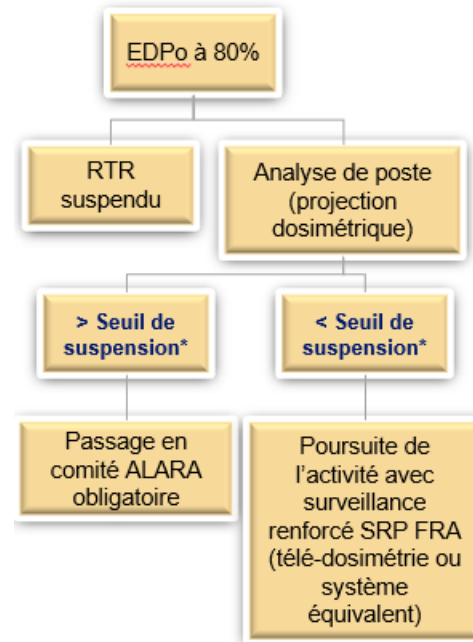 EDPo à 80%
RTR
suspendu
Analyse de poste
(projection
dosimétrique)
> Seuil de
suspension*
< Seuil de
suspension*
Passage en
comité ALARA
obligatoire
Poursuite de
l'activité avec
surveillance
renforcé SRP FRA
(télé-dosimétrie ou
système
équivalent)